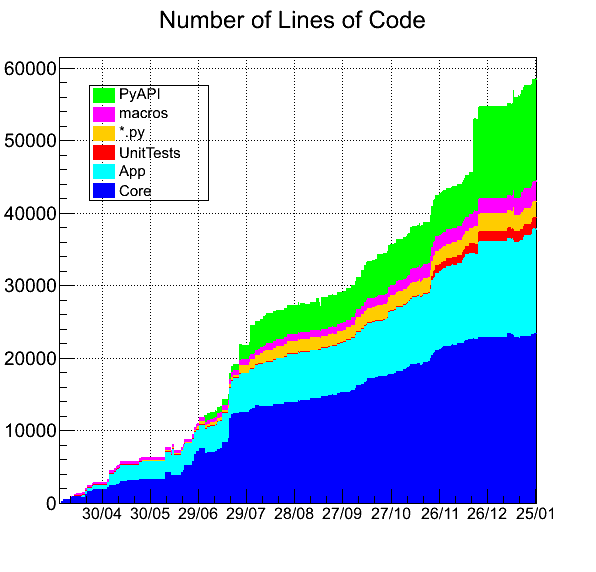 Number of Lines of Code
60000
50000
40000
30000
20000
10000
0
PyAPI
macros
*.py
UnitTests
App
Core
30/04 30/05 29/06 29/07 28/08 27/09 27/10 26/11 26/12 25/01